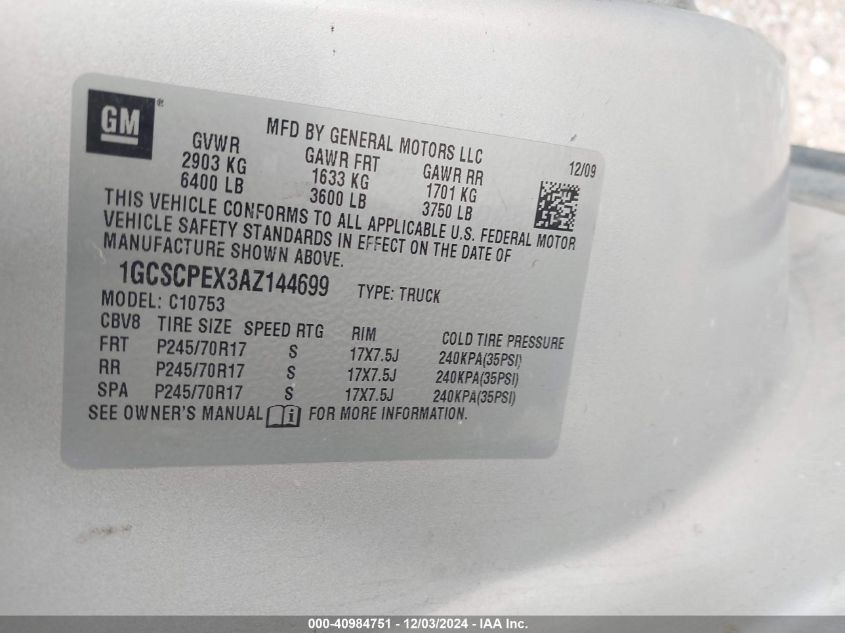 GM ®
MFD BY GENERAL MOTORS LLC
12/09
GVWR GAWR FRT GAWR RR
2903 KG 1633 KG 1701 KG
6400 LB 3600 LB 3750 LB
THIS VEHICLE CONFORMS TO ALL APPLICABLE U.S. FEDERAL MOTOR
VEHICLE SAFETY STANDARDS IN EFFECT ON THE DATE OF
MANUFACTURE SHOWN ABOVE.
1GCSCPEX3AZ144699 TYPE: TRUCK
MODEL: C10753
CBV8 TIRE SIZE SPEED RTG RIM COLD TIRE PRESSURE
FRT P245/70R17 S 17X7.5J 240KPA(35PSI)
RR P245/70R17 S 17X7.5J 240KPA(35PSI)
SPA P245/70R17 S 17X7.5J 240KPA(35PSI)
SEE OWNER'S MANUAL i FOR MORE INFORMATION.
000-40984751 - 12/03/2024 - IAA Inc.